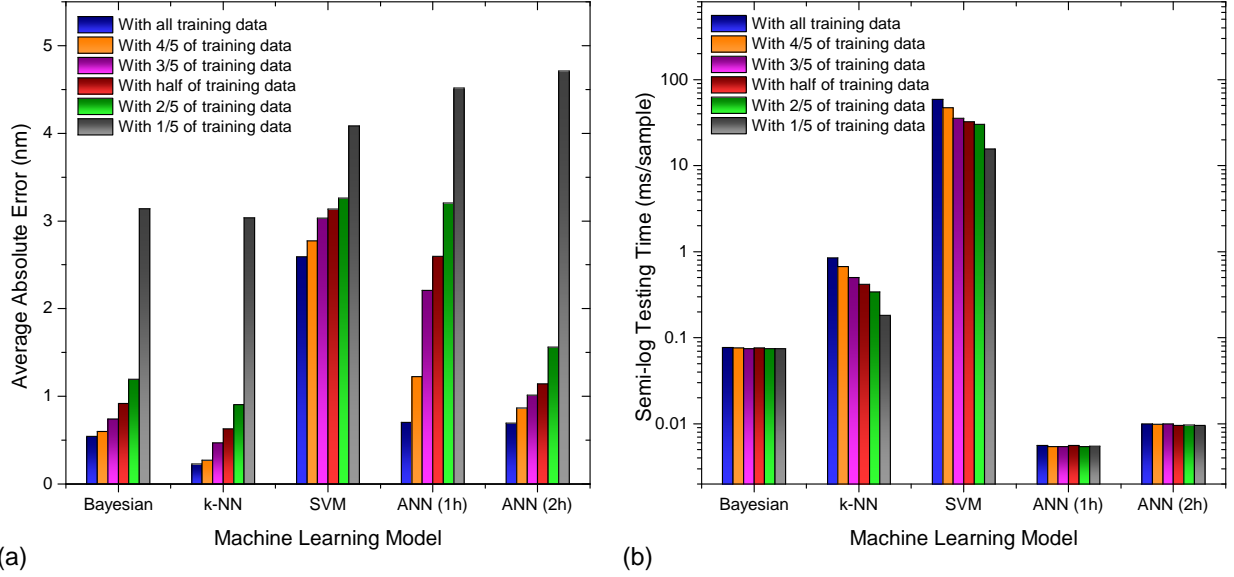 With all training data
With 4/5 of training data
With 3/5 of training data
With half of training data
With 2/5 of training data
With 1/5 of training data
5
4
3
2
1
0
Average Absolute Error (nm)
Bayesian k-NN SVM ANN (1h) ANN (2h)
Machine Learning Model
(a)
With all training data
With 4/5 of training data
With 3/5 of training data
With half of training data
With 2/5 of training data
With 1/5 of training data
100
10
1
0.1
0.01
Semi-log Testing Time (ms/sample)
Bayesian k-NN SVM ANN (1h) ANN (2h)
Machine Learning Model
(b)